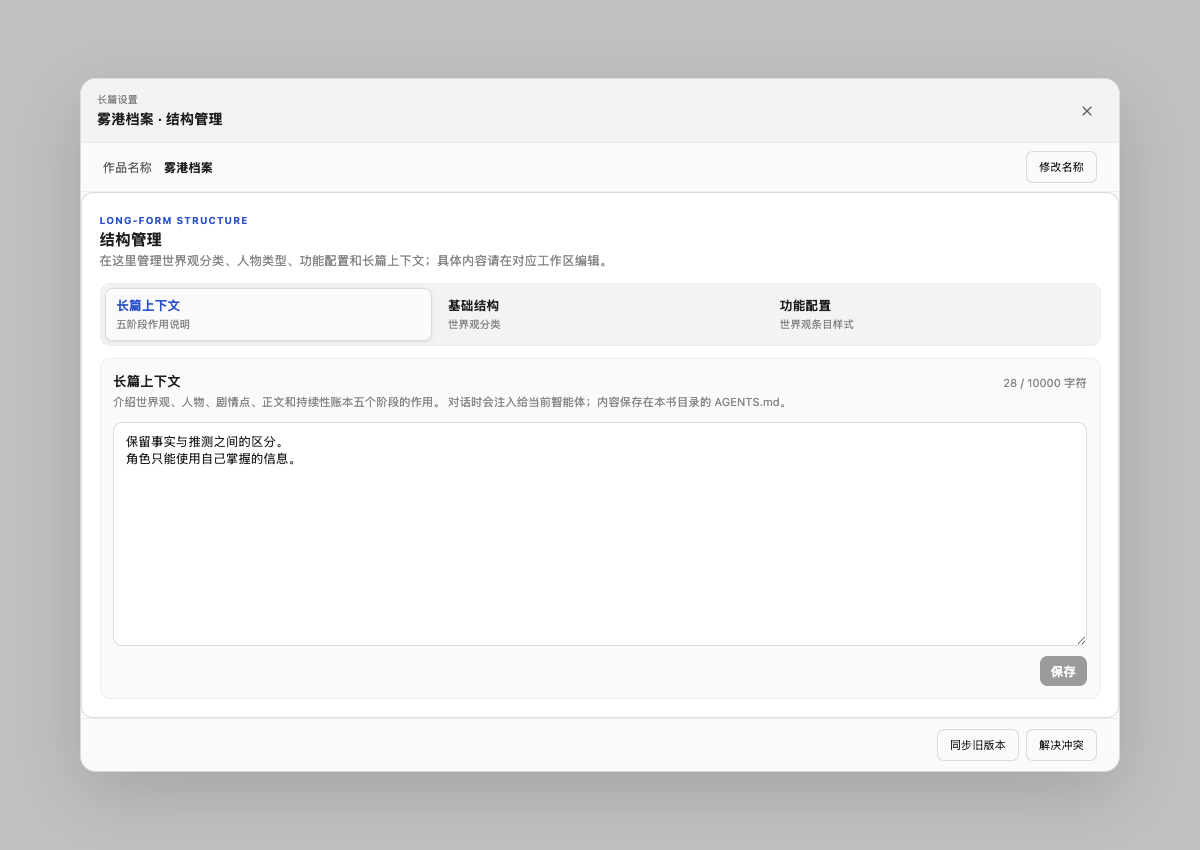 长篇设置
雾港档案 · 结构管理
作品名称 雾港档案
修改名称
LONG-FORM STRUCTURE
结构管理
在这里管理世界观分类、人物类型、功能配置和长篇上下文；具体内容请在对应工作区编辑。
长篇上下文
五阶段作用说明
基础结构
世界观分类
功能配置
世界观条目样式
长篇上下文
28 / 10000 字符
介绍世界观、人物、剧情点、正文和持续性账本五个阶段的作用。 对话时会注入给当前智能体；内容保存在本书目录的 AGENTS.md。
保留事实与推测之间的区分。
角色只能使用自己掌握的信息。
保存
同步旧版本
解决冲突